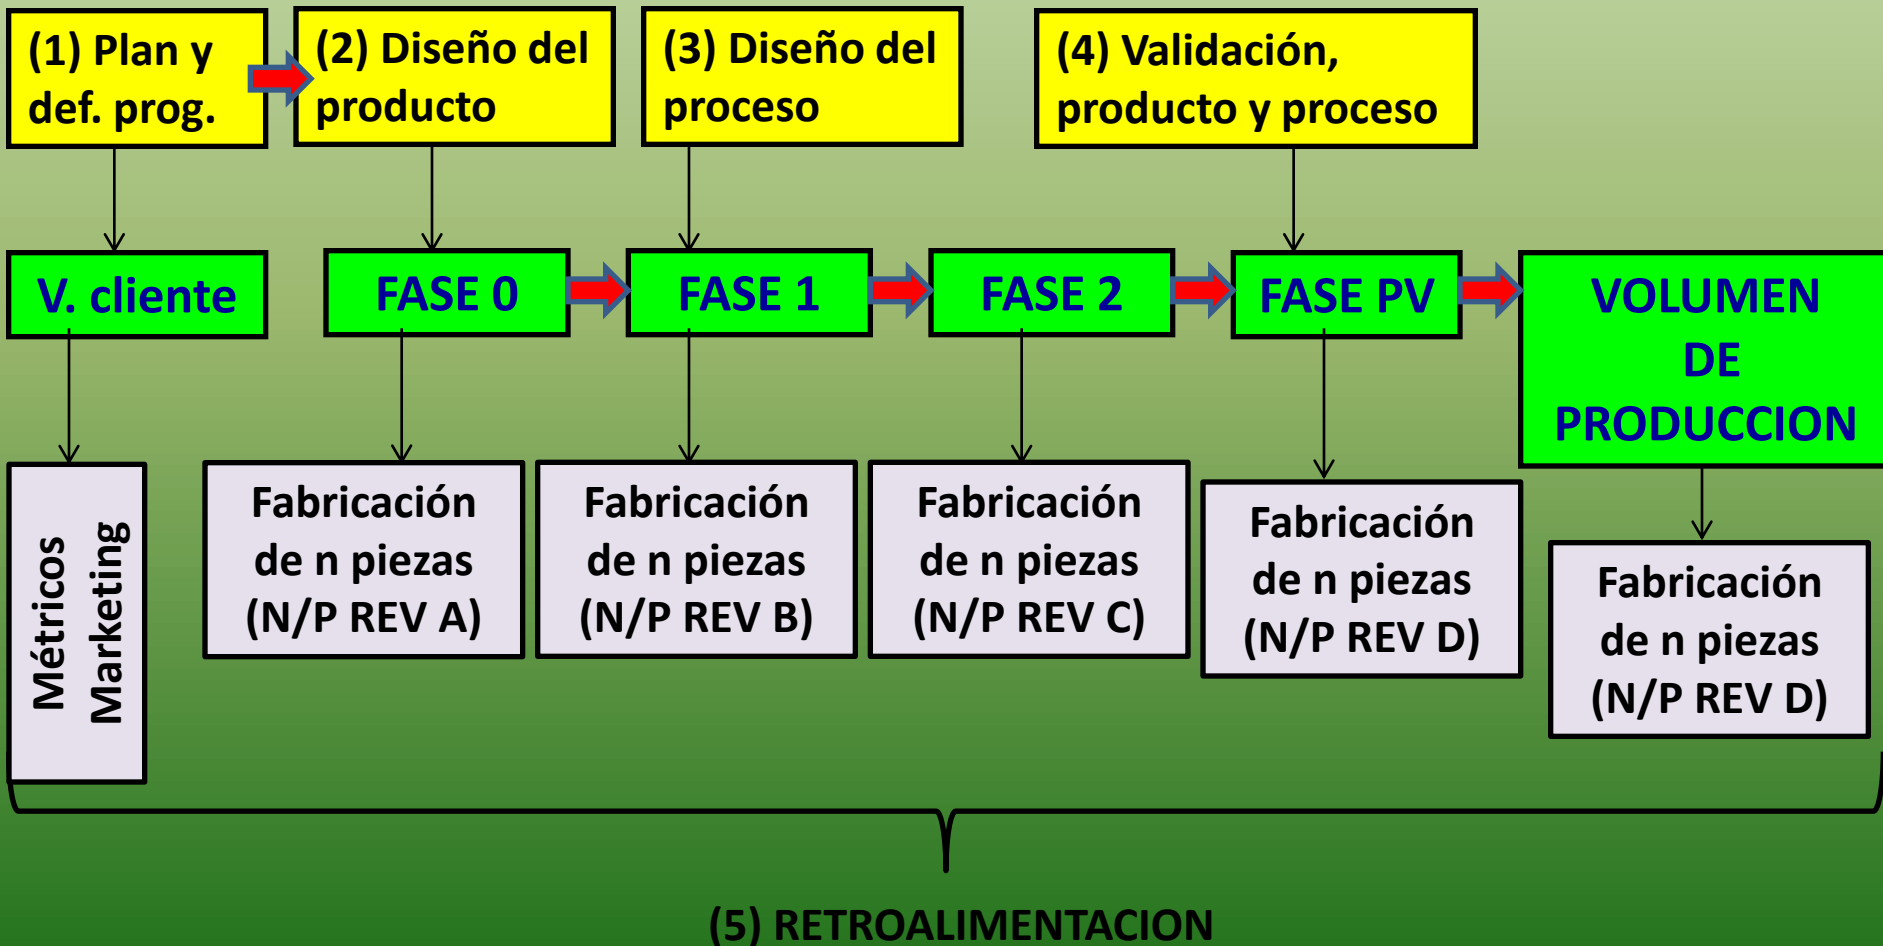 (1) Plan y
def. prog.
(2) Diseño del
producto
(3) Diseño del
proceso
(4) Validación,
producto y proceso
V. cliente
FASE 0
FASE 1
FASE 2
FASE PV
VOLUMEN
DE
PRODUCCION
Métricos
Marketing
Fabricación
de n piezas
(N/P REV A)
Fabricación
de n piezas
(N/P REV B)
Fabricación
de n piezas
(N/P REV C)
Fabricación
de n piezas
(N/P REV D)
Fabricación
de n piezas
(N/P REV D)
(5) RETROALIMENTACION